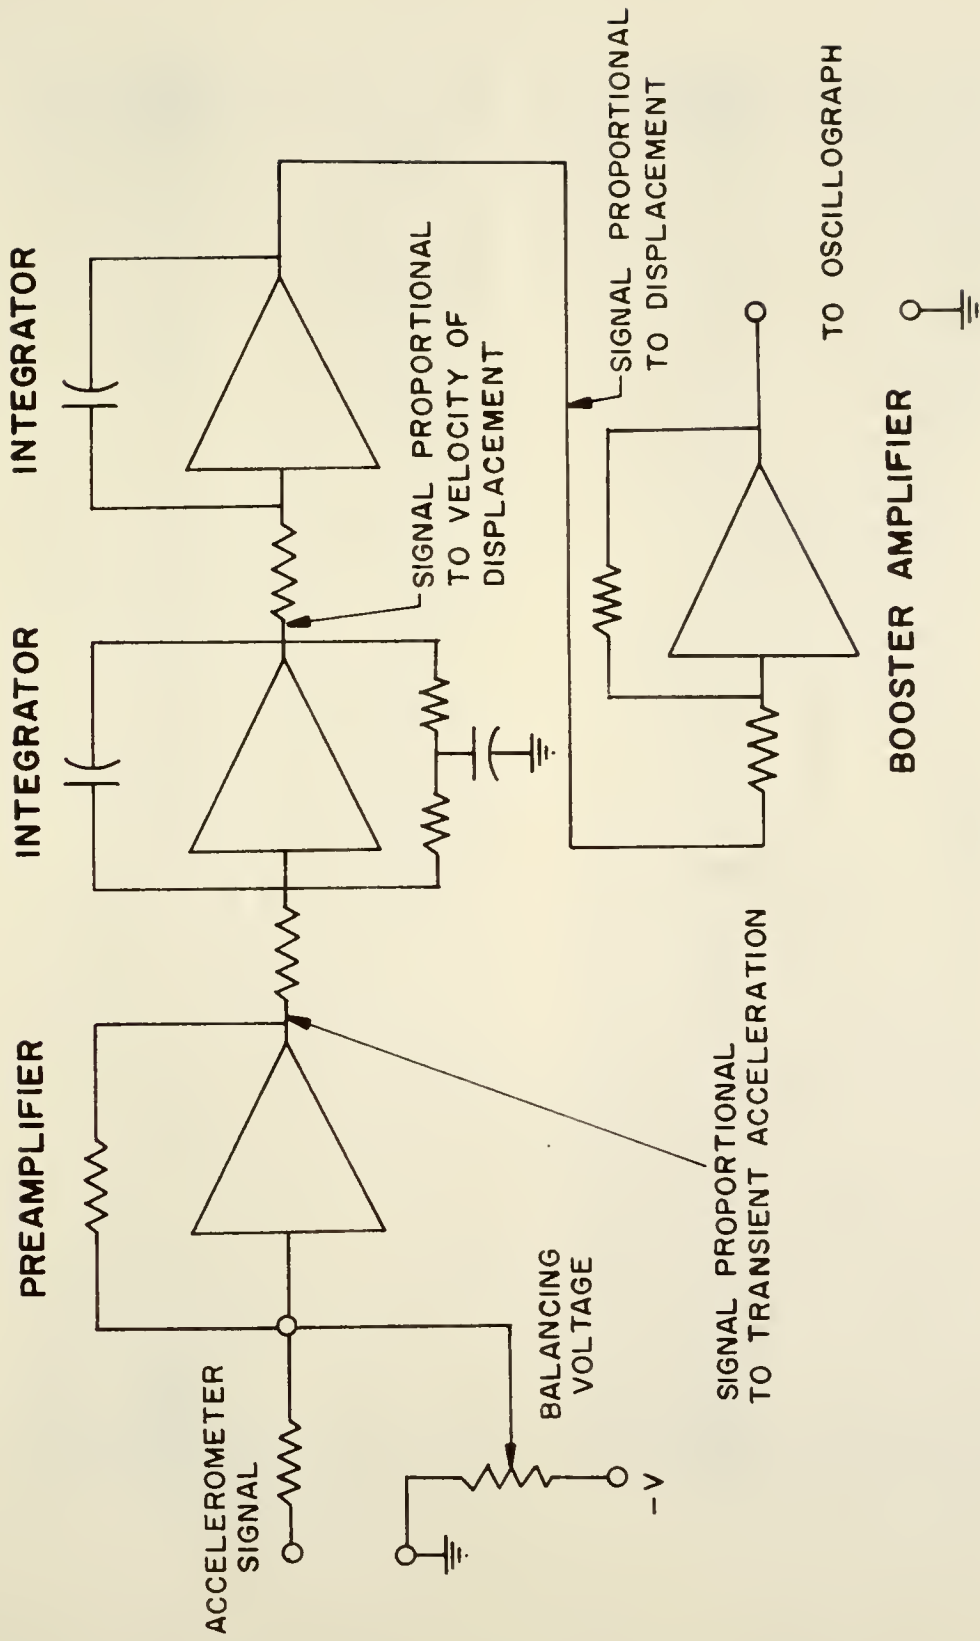 PREAMPLIFIER
INTEGRATOR
INTEGRATOR
ACCELEROMETER
SIGNAL
BALANCING
VOLTAGE
-V
SIGNAL PROPORTIONAL
TO VELOCITY OF
DISPLACEMENT
SIGNAL PROPORTIONAL
TO DISPLACEMENT
SIGNAL PROPORTIONAL
TO TRANSIENT ACCELERATION
TO OSCILLOGRAPH
BOOSTER AMPLIFIER